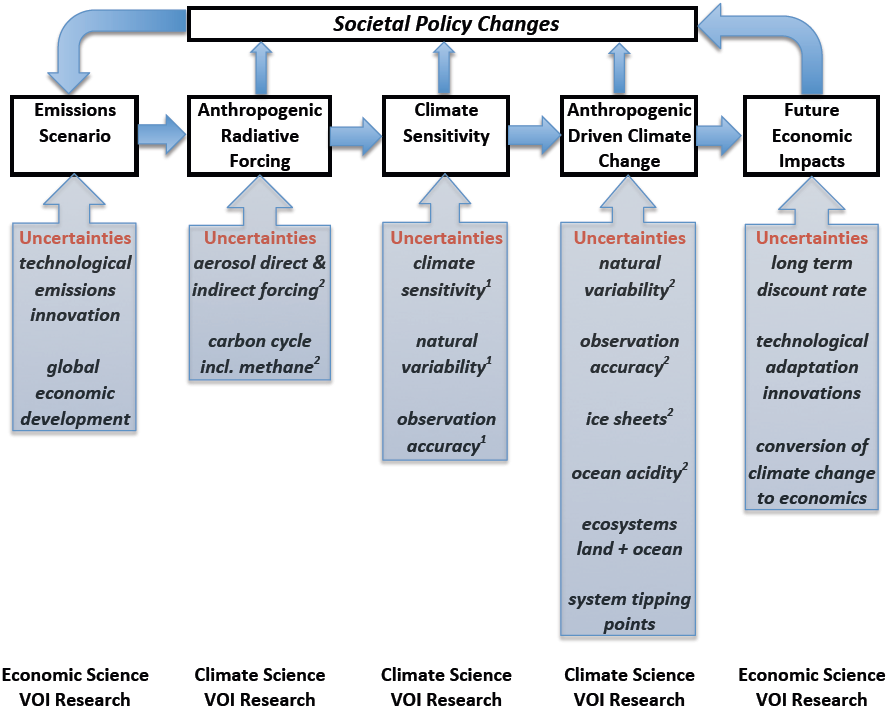 Societal Policy Changes
Emissions
Scenario
Anthropogenic
Radiative
Forcing
Climate
Sensitivity
Anthropogenic
Driven Climate
Change
Future
Economic
Impacts
Uncertainties
technological
emissions
innovation
global
economic
development
Uncertainties
aerosol direct &
indirect forcing²
carbon cycle
incl. methane²
Uncertainties
climate
sensitivity¹
natural
variability¹
observation
accuracy¹
Uncertainties
natural
variability²
observation
accuracy²
ice sheets²
ocean acidity²
ecosystems
land + ocean
system tipping
points
Uncertainties
long term
discount rate
technological
adaptation
innovations
conversion of
climate change
to economics
Economic Science
VOI Research
Climate Science
VOI Research
Climate Science
VOI Research
Climate Science
VOI Research
Economic Science
VOI Research